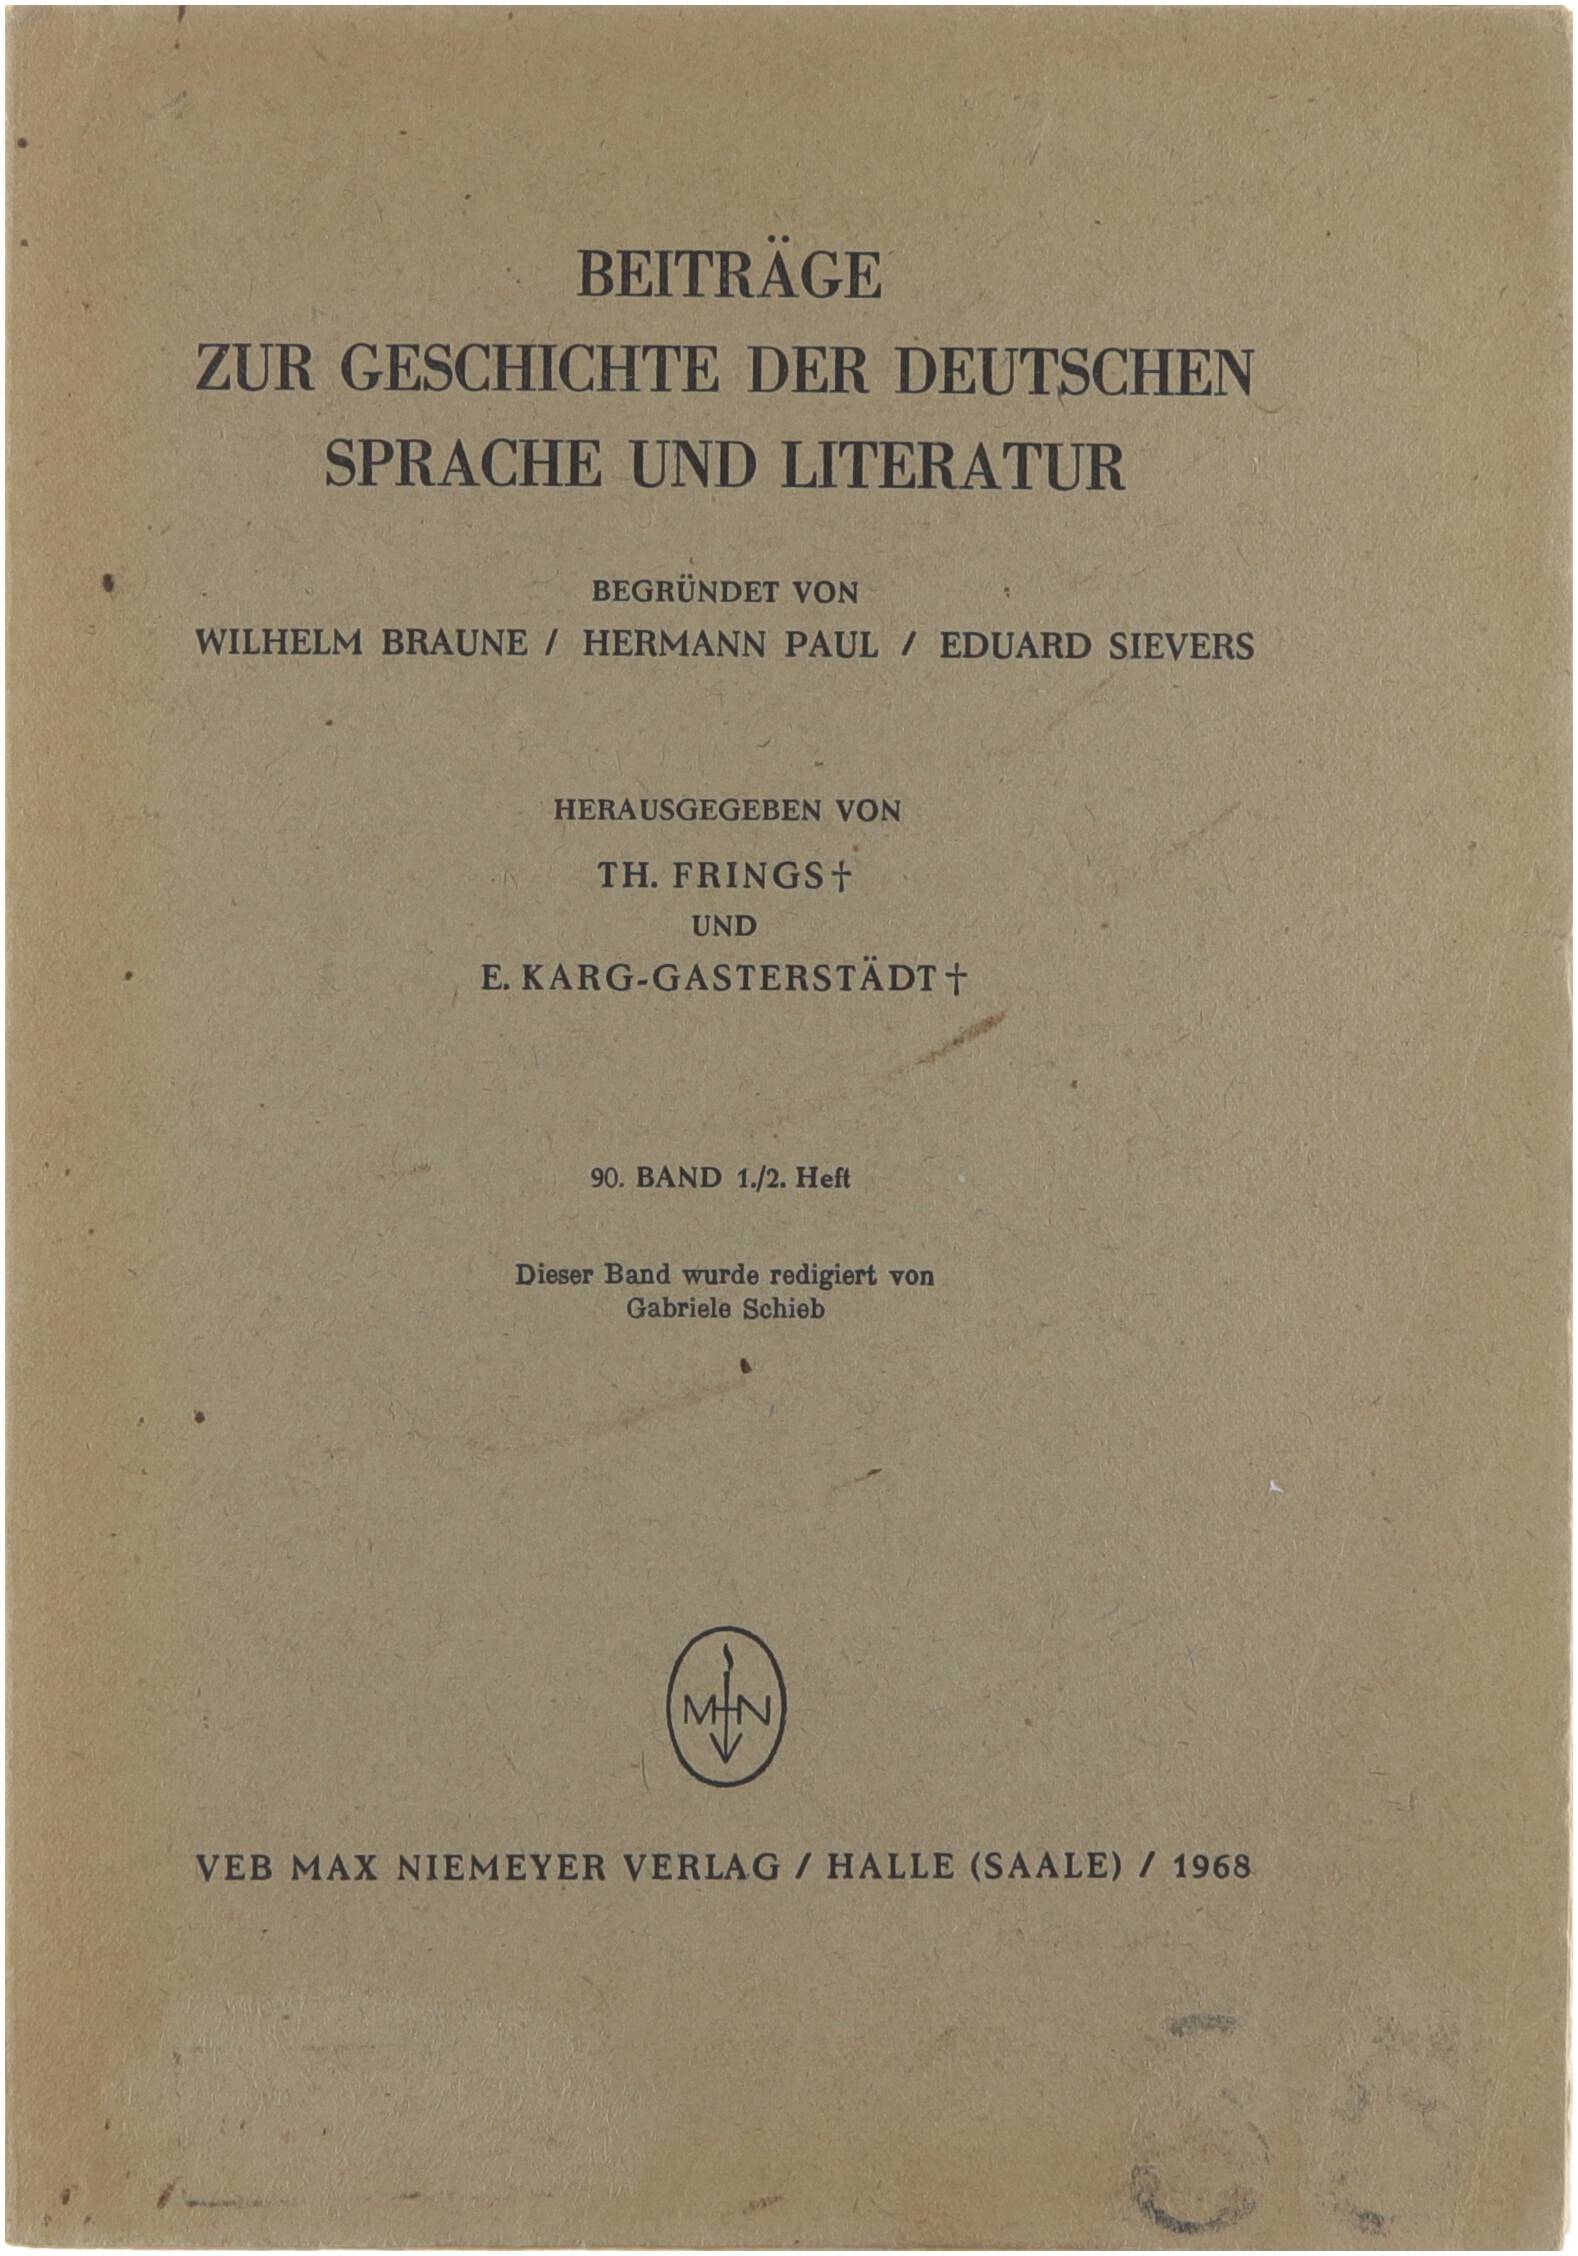 BEITRÄGE
ZUR GESCHICHTE DER DEUTSCHEN
SPRACHE UND LITERATUR
BEGRÜNDET VON
WILHELM BRAUNE / HERMANN PAUL / EDUARD SIEVERS
HERAUSGEGEBEN VON
TH. FRINGS†
UND
E. KARG-GASTERSTÄDT†
90. BAND 1./2. Heft
Dieser Band wurde redigiert von
Gabriele Schieb
M N
VEB MAX NIEMEYER VERLAG / HALLE (SAALE) / 1968